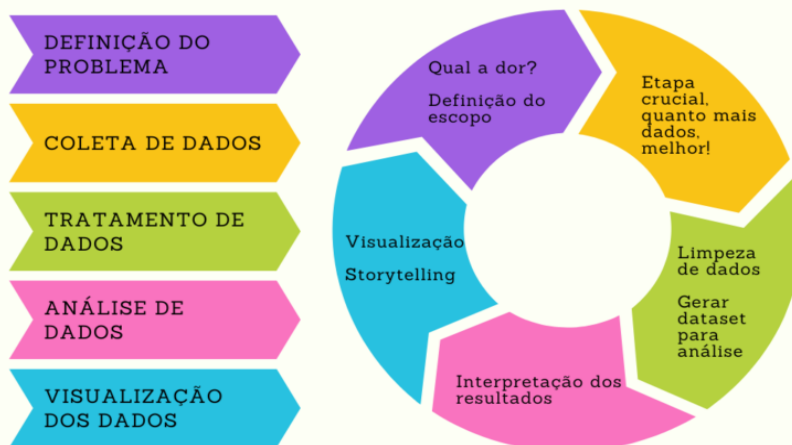 DEFINIÇÃO DO
PROBLEMA
COLETA DE DADOS
TRATAMENTO DE
DADOS
ANÁLISE DE
DADOS
VISUALIZAÇÃO
DOS DADOS
Qual a dor?
Definição do
escopo
Etapa
crucial,
quanto mais
dados,
melhor!
Limpeza
de dados
Gerar
dataset
para
análise
Interpretação dos
resultados
Visualização
Storytelling